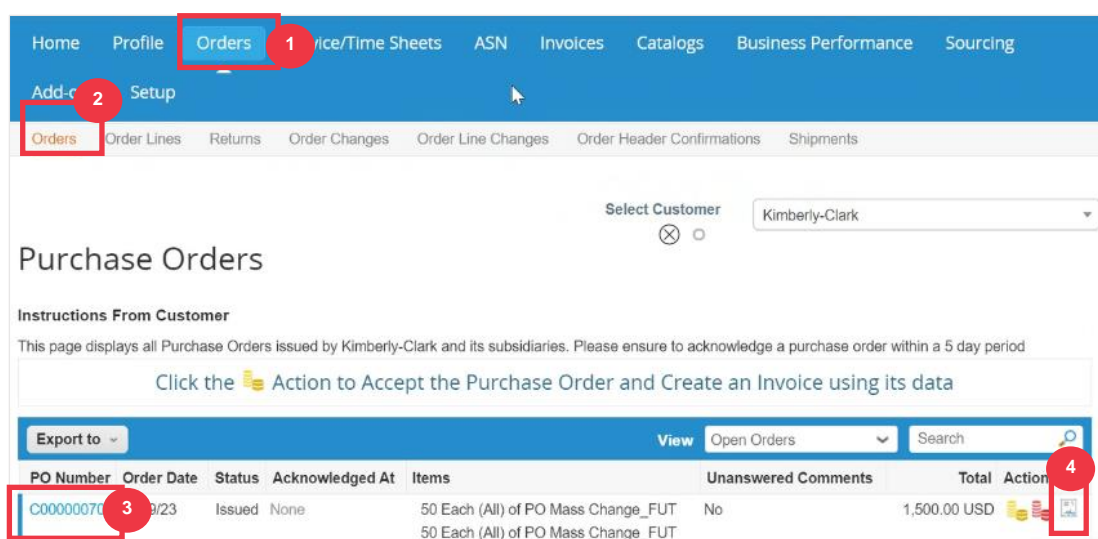 Home Profile Orders 1 vice/Time Sheets ASN Invoices Catalogs Business Performance Sourcing
Add-o 2 Setup
Orders Order Lines Returns Order Changes Order Line Changes Order Header Confirmations Shipments
Select Customer Kimberly-Clark
Purchase Orders
Instructions From Customer
This page displays all Purchase Orders issued by Kimberly-Clark and its subsidiaries. Please ensure to acknowledge a purchase order within a 5 day period
Click the Action to Accept the Purchase Order and Create an Invoice using its data
Export to View Open Orders Search
4
PO Number Order Date Status Acknowledged At Items Unanswered Comments Total Action
C00000070 3 9/23 Issued None 50 Each (All) of PO Mass Change_FUT No 1,500.00 USD
50 Each (All) of PO Mass Change_FUT